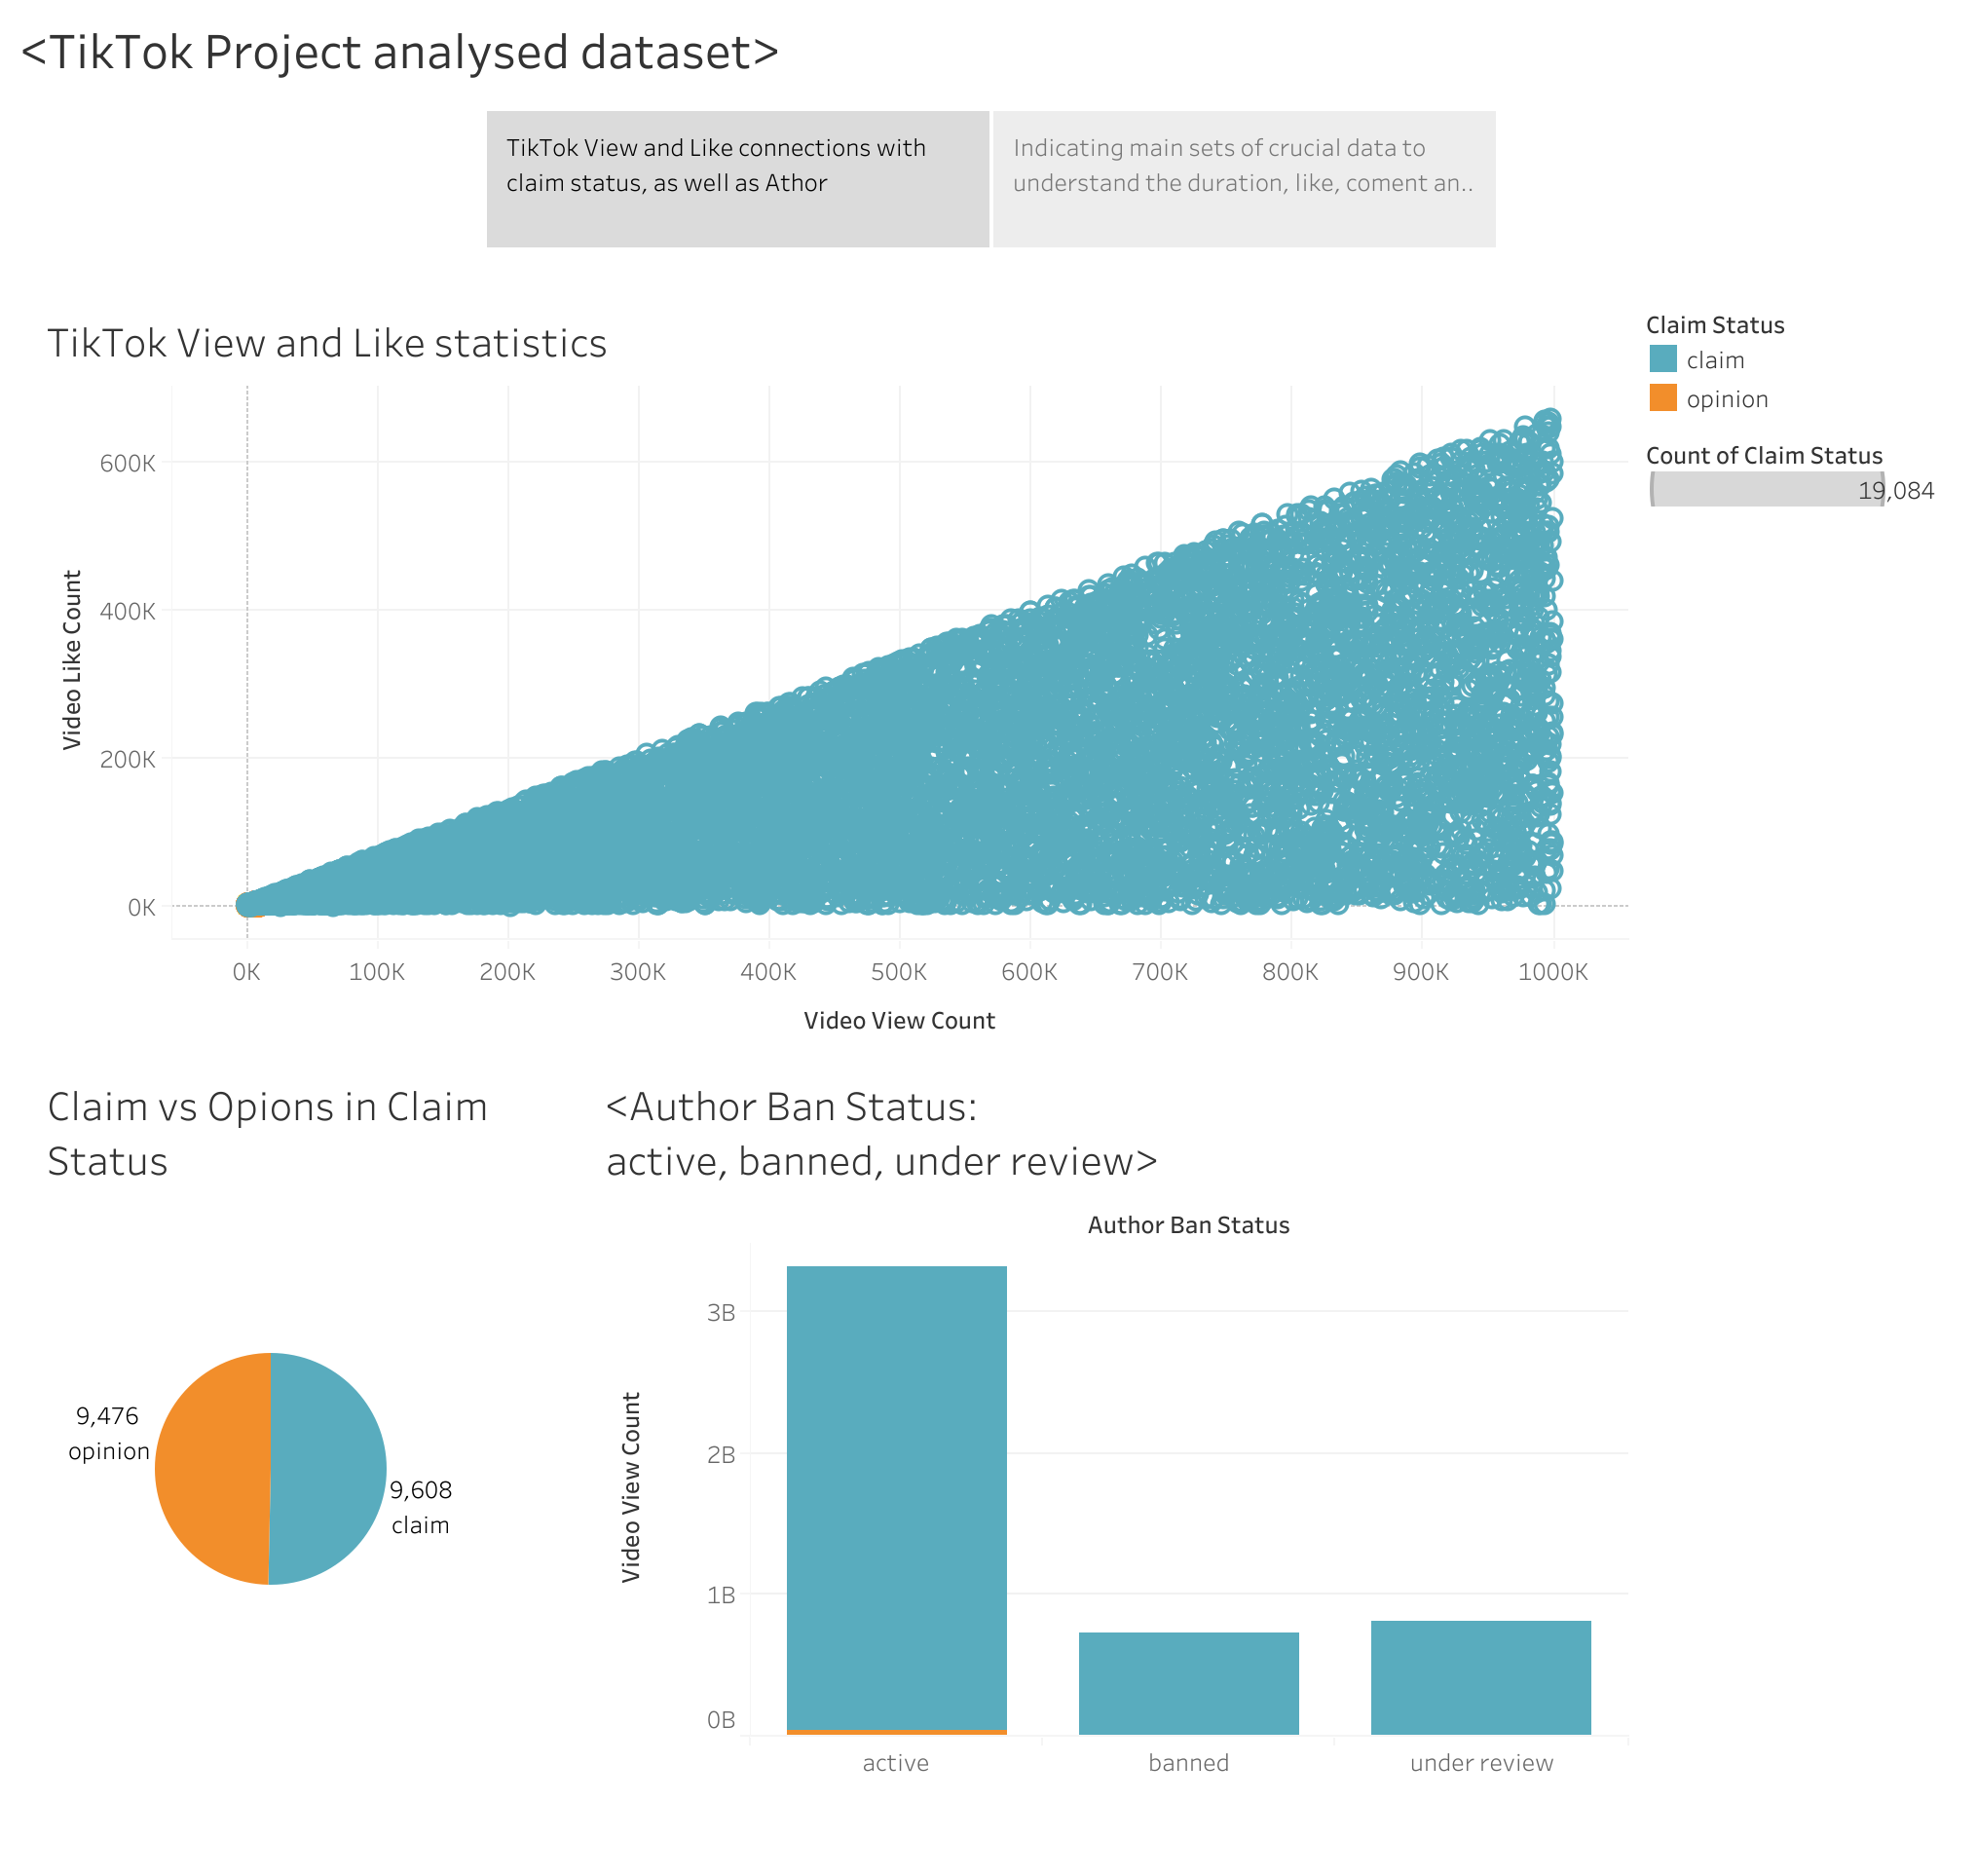 <TikTok Project analysed dataset>
TikTok View and Like connections with
claim status, as well as Athor
Indicating main sets of crucial data to
understand the duration, like, coment an..
TikTok View and Like statistics
Claim Status
claim
opinion
Count of Claim Status
19,084
Video Like Count
600K
400K
200K
0K
0K 100K 200K 300K 400K 500K 600K 700K 800K 900K 1000K
Video View Count
Claim vs Opions in Claim
Status
9,476
opinion
9,608
claim
<Author Ban Status:
active, banned, under review>
Author Ban Status
Video View Count
3B
2B
1B
0B
active banned under review